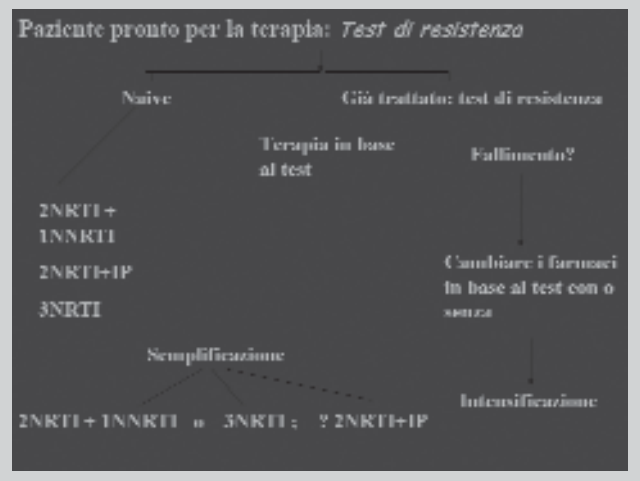 Paziente pronto per la terapia: Test di resistenza
Naive
Già trattato: test di resistenza
Terapia in base
al test
Fallimento?
2NRTI +
1NNRTI
2NRTI+IP
3NRTI
Cambiare i farmaci
in base al test con o
senza
Semplificazione
Intensificazione
2NRTI + 1NNRTI o 3NRTI ; ? 2NRTI+IP